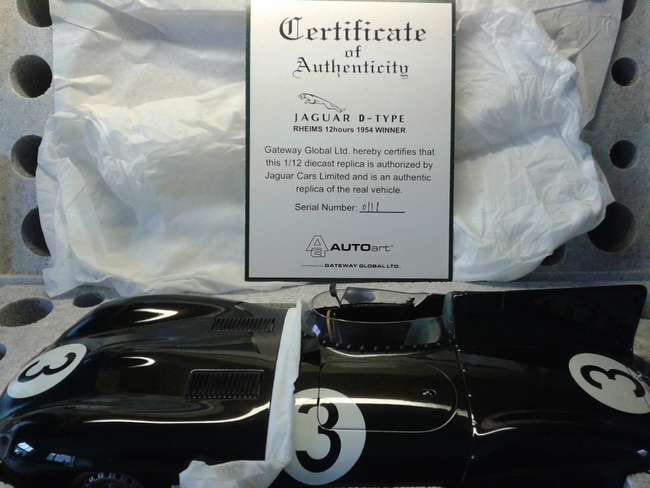 Certificate
of
Authenticity
JAGUAR D-TYPE
RHEIMS 12hours 1954 WINNER
Gateway Global Ltd. hereby certifies that
this 1/12 diecast replica is authorized by
Jaguar Cars Limited and is an authentic
replica of the real vehicle.
Serial Number:
AA AUTOart
GATEWAY GLOBAL LTD.
3
3
3